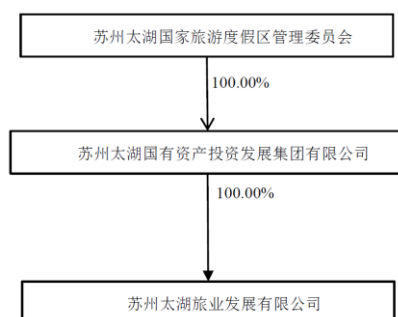 苏州太湖国家旅游度假区管理委员会
100.00%
苏州太湖国有资产投资发展集团有限公司
100.00%
苏州太湖旅业发展有限公司